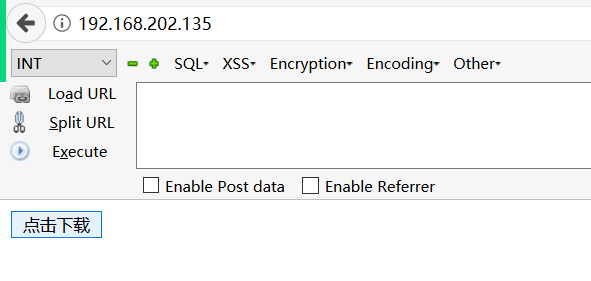 192.168.202.135
INT SQL XSS Encryption Encoding Other
Load URL
Split URL
Execute
Enable Post data Enable Referrer
点击下载